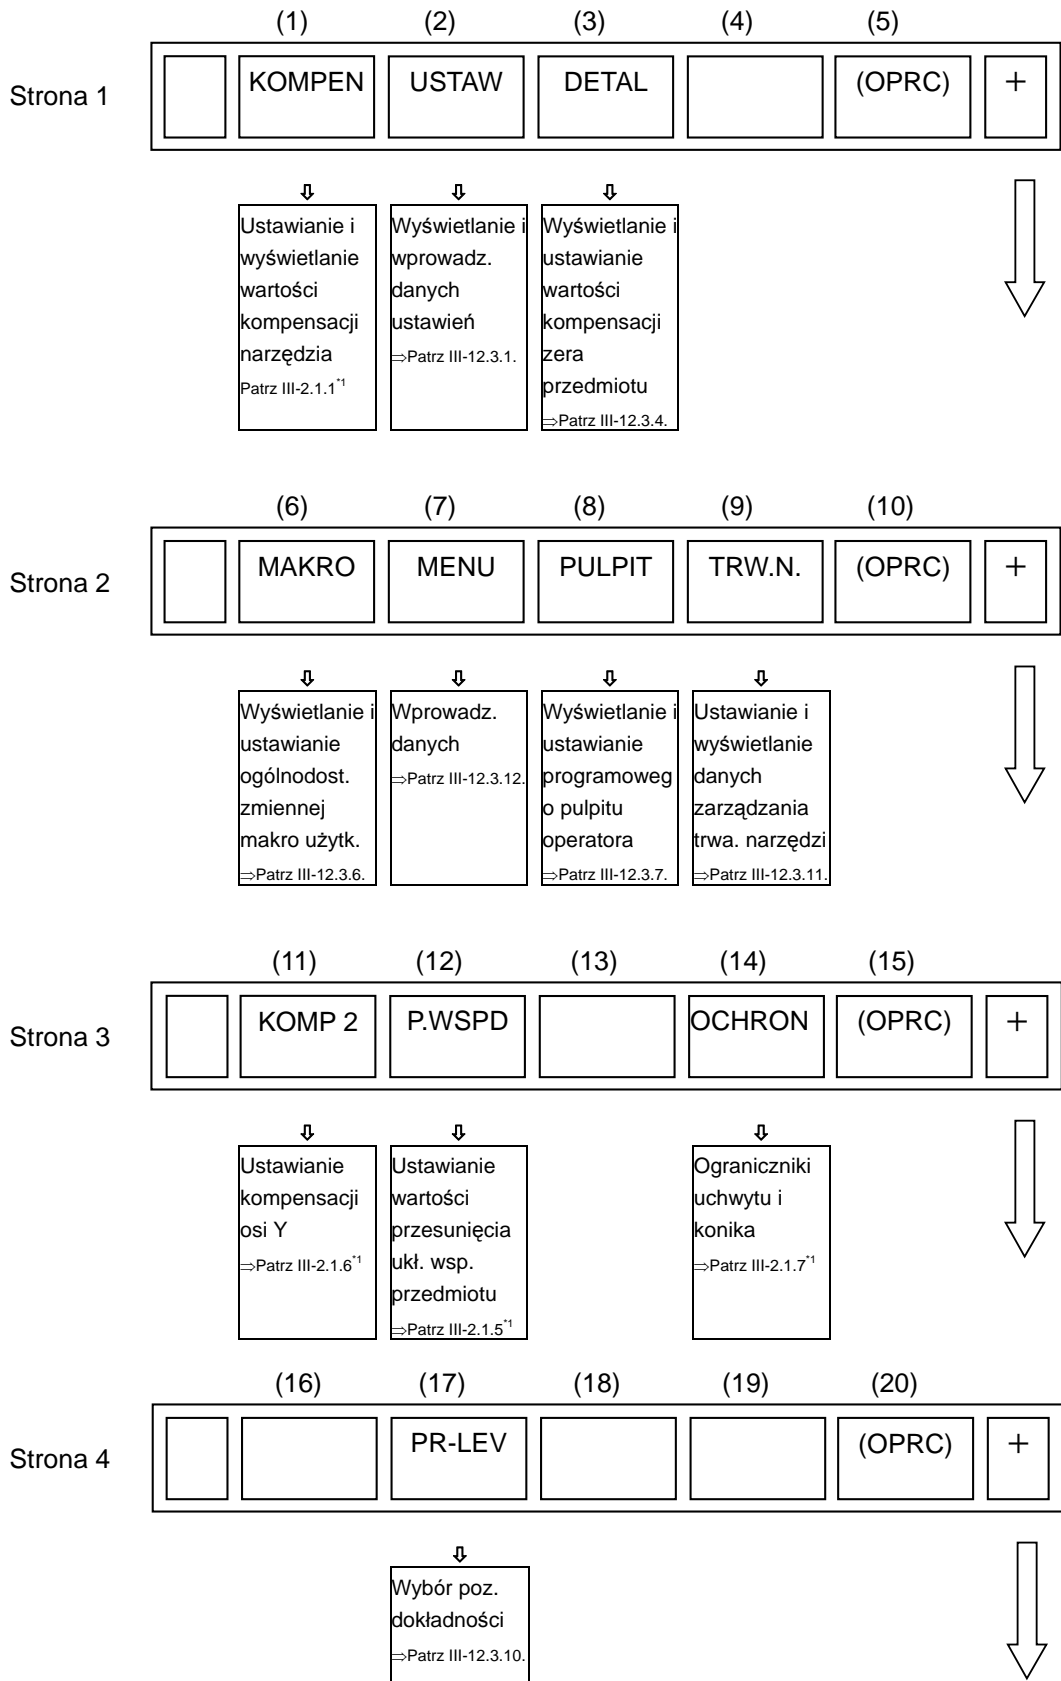 (1) (2) (3) (4) (5)
Strona 1 KOMPEN USTAW DETAL (OPRC) +
⇩ ⇩ ⇩
Ustawianie i
wyświetlanie
wartości
kompensacji
narzędzia
Patrz III-2.1.1*1
Wyświetlanie i
wprowadz.
danych
ustawień
⇒Patrz III-12.3.1.
Wyświetlanie i
ustawianie
wartości
kompensacji
zera
przedmiotu
⇒Patrz III-12.3.4.
(6) (7) (8) (9) (10)
Strona 2 MAKRO MENU PULPIT TRW.N. (OPRC) +
⇩ ⇩ ⇩ ⇩
Wyświetlanie i
ustawianie
ogólnodost.
zmiennej
makro użytk.
⇒Patrz III-12.3.6.
Wprowadz.
danych
⇒Patrz III-12.3.12.
Wyświetlanie i
ustawianie
programoweg
o pulpitu
operatora
⇒Patrz III-12.3.7.
Ustawianie i
wyświetlanie
danych
zarządzania
trwa. narzędzi
⇒Patrz III-12.3.11.
(11) (12) (13) (14) (15)
Strona 3 KOMP 2 P.WSPD OCHRON (OPRC) +
⇩ ⇩ ⇩
Ustawianie
kompensacji
osi Y
⇒Patrz III-2.1.6*1
Ustawianie
wartości
przesunięcia
ukł. wsp.
przedmiotu
⇒Patrz III-2.1.5*1
Ograniczniki
uchwytu i
konika
⇒Patrz III-2.1.7*1
(16) (17) (18) (19) (20)
Strona 4 PR-LEV (OPRC) +
⇩
Wybór poz.
dokładności
⇒Patrz III-12.3.10.